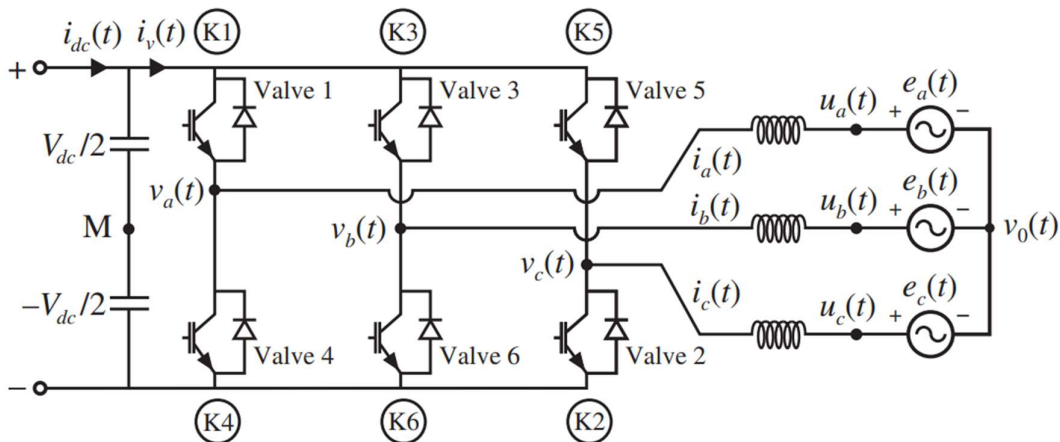 K1 K3 K5
i_dc(t) i_v(t)
+
Valve 1 Valve 3 Valve 5
V_dc/2
u_a(t) + e_a(t) −
i_a(t)
v_a(t)
M
v_b(t)
i_b(t) u_b(t) + e_b(t) −
v_0(t)
v_c(t)
i_c(t) u_c(t) + e_c(t) −
−V_dc/2
Valve 4 Valve 6 Valve 2
−
K4 K6 K2